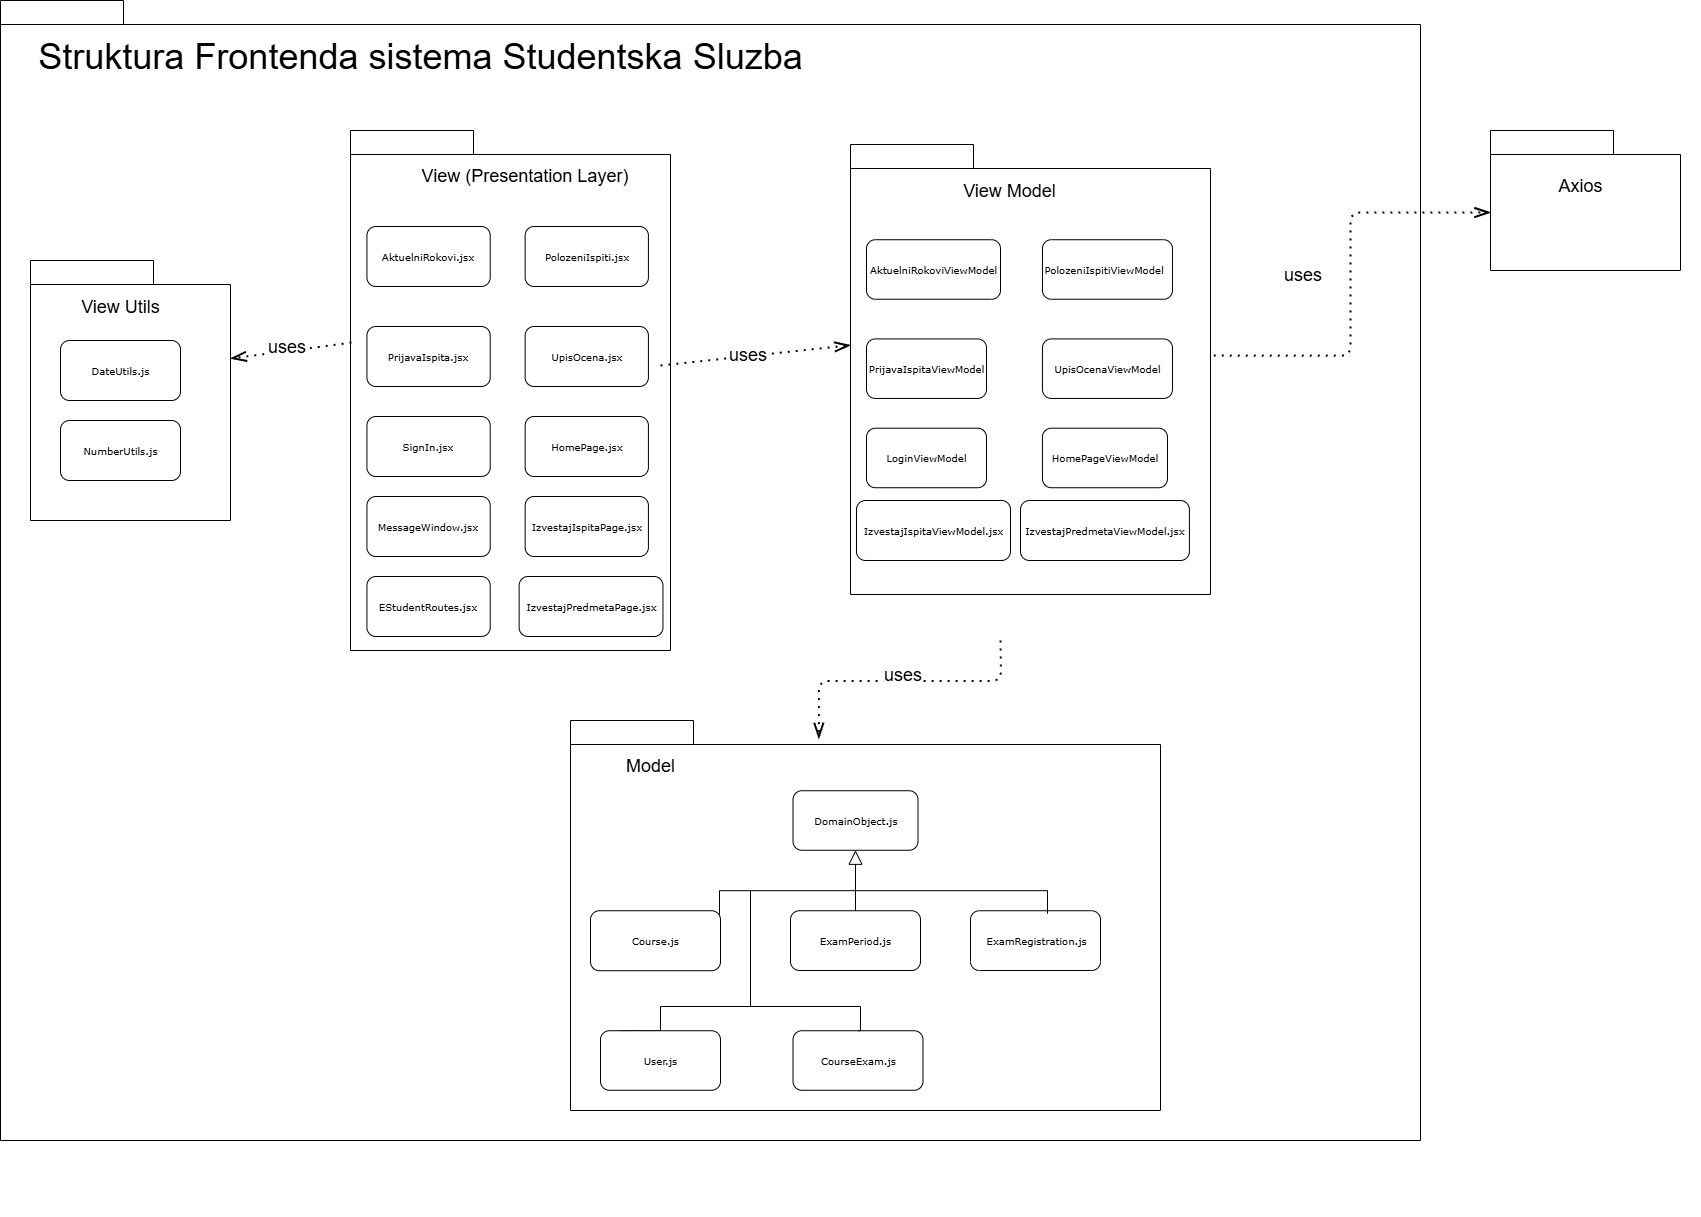 Struktura Frontenda sistema Studentska Sluzba
View Utils
DateUtils.js
NumberUtils.js
uses
View (Presentation Layer)
AktuelniRokovi.jsx
PolozeniIspiti.jsx
PrijavaIspita.jsx
UpisOcena.jsx
SignIn.jsx
HomePage.jsx
MessageWindow.jsx
IzvestajIspitaPage.jsx
EStudentRoutes.jsx
IzvestajPredmetaPage.jsx
uses
View Model
AktuelniRokoviViewModel
PolozeniIspitiViewModel
PrijavaIspitaViewModel
UpisOcenaViewModel
LoginViewModel
HomePageViewModel
IzvestajIspitaViewModel.jsx
IzvestajPredmetaViewModel.jsx
uses
Axios
uses
Model
DomainObject.js
Course.js
ExamPeriod.js
ExamRegistration.js
User.js
CourseExam.js